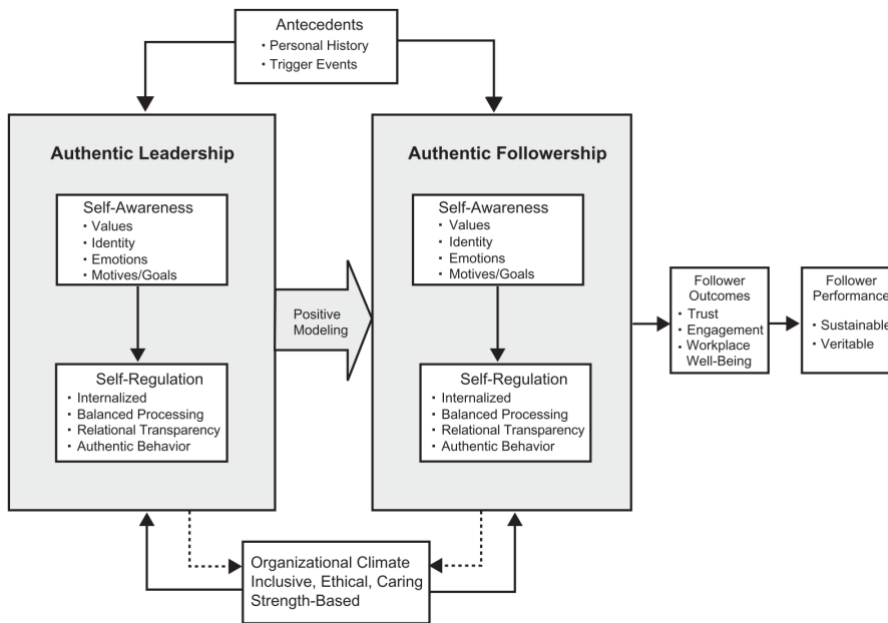 Antecedents
• Personal History
• Trigger Events
Authentic Leadership
Self-Awareness
• Values
• Identity
• Emotions
• Motives/Goals
Self-Regulation
• Internalized
• Balanced Processing
• Relational Transparency
• Authentic Behavior
Positive
Modeling
Authentic Followership
Self-Awareness
• Values
• Identity
• Emotions
• Motives/Goals
Self-Regulation
• Internalized
• Balanced Processing
• Relational Transparency
• Authentic Behavior
Follower
Outcomes
• Trust
• Engagement
• Workplace
Well-Being
Follower
Performance
• Sustainable
• Veritable
Organizational Climate
Inclusive, Ethical, Caring
Strength-Based